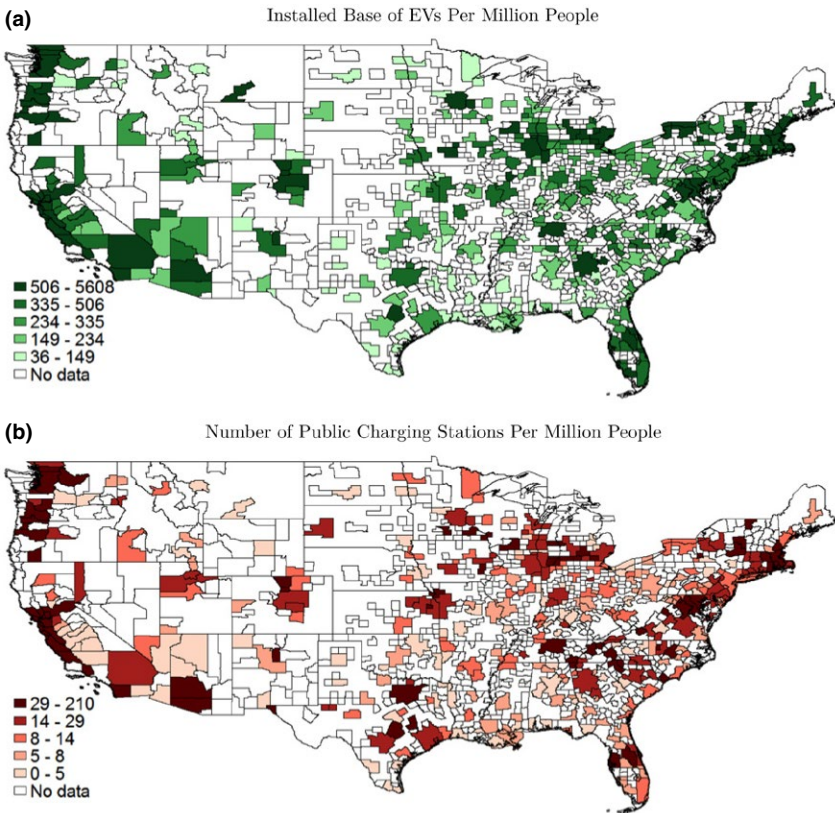 (a)
Installed Base of EVs Per Million People
506 - 5608
335 - 506
234 - 335
149 - 234
36 - 149
No data
(b)
Number of Public Charging Stations Per Million People
29 - 210
14 - 29
8 - 14
5 - 8
0 - 5
No data